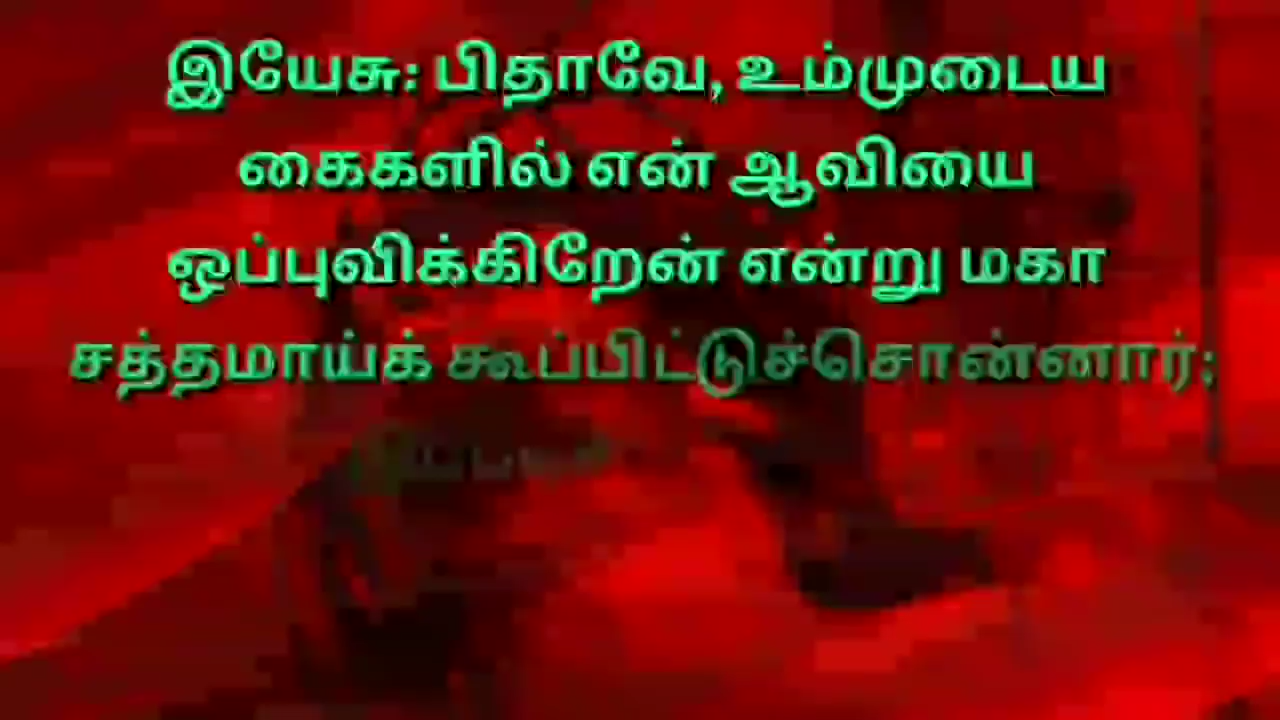 இயேசு: பிதாவே, உம்முடைய
கைகளில் என் ஆவியை
ஒப்புவிக்கிறேன் என்று மகா
சத்தமாய்க் கூப்பிட்டுச்சொன்னார்;